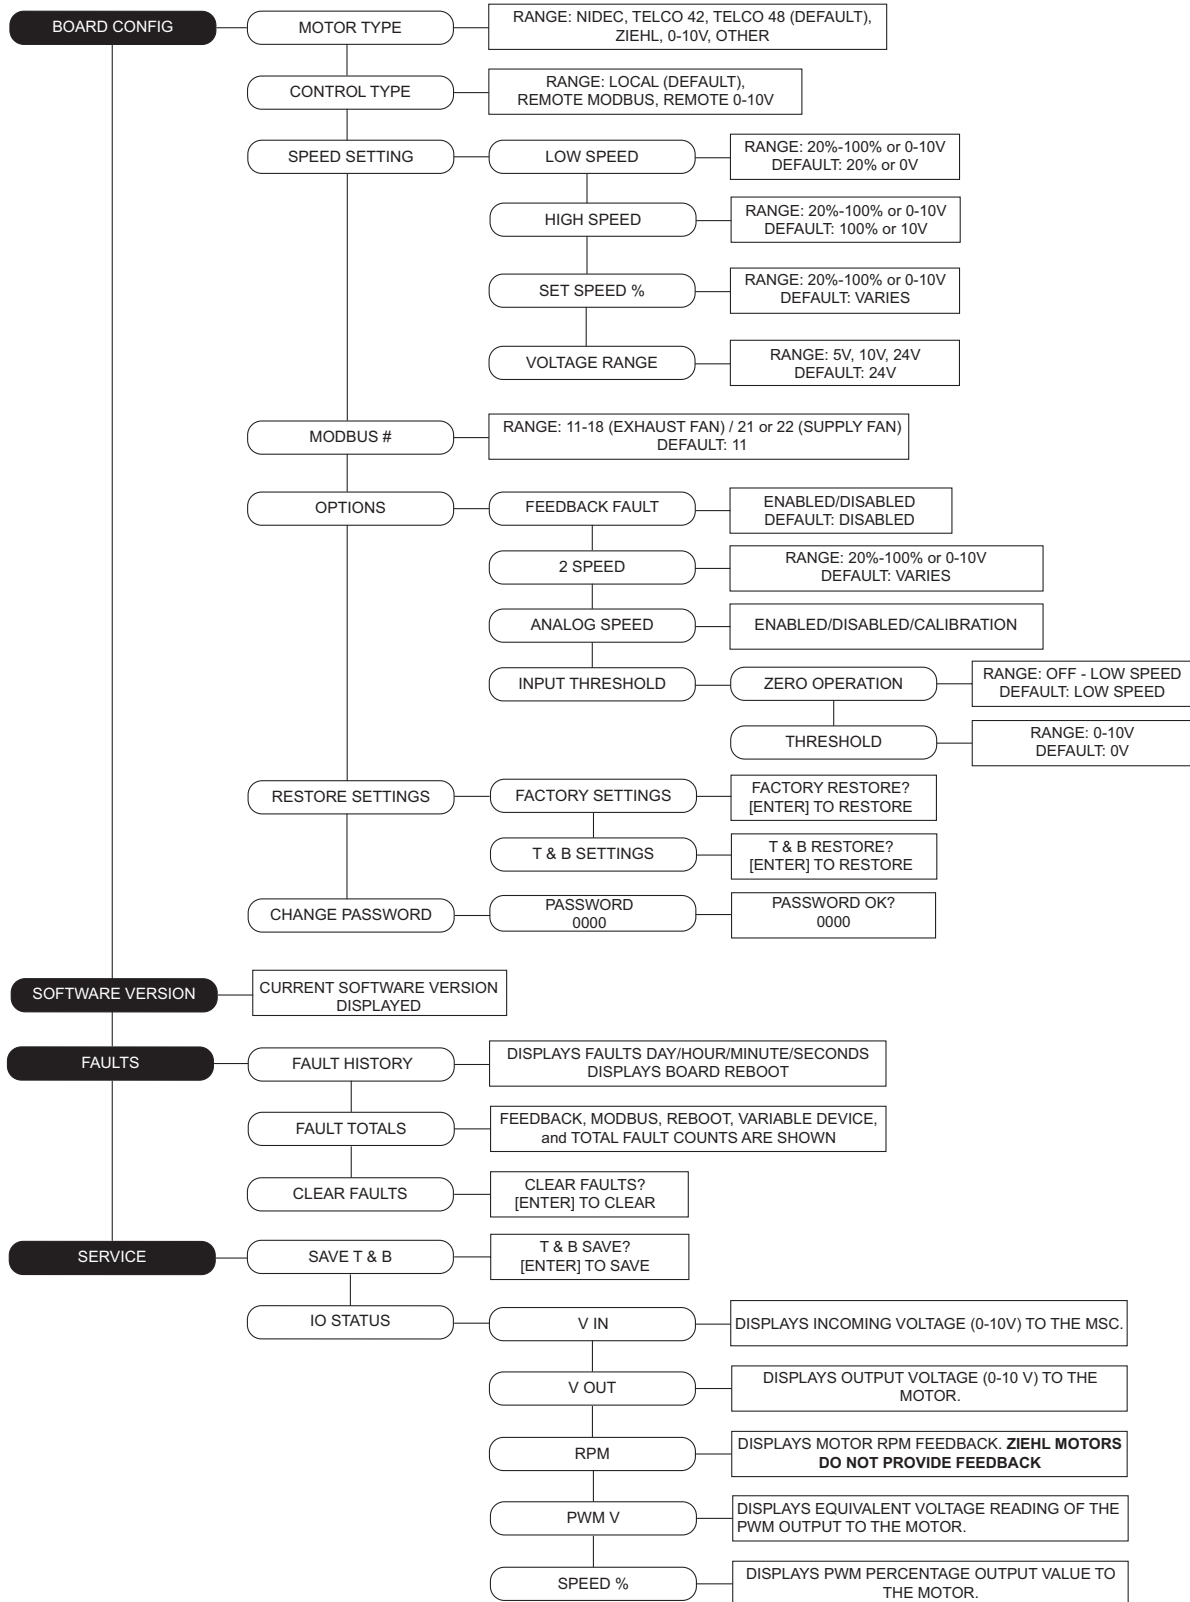 BOARD CONFIG
MOTOR TYPE
RANGE: NIDEC, TELCO 42, TELCO 48 (DEFAULT),
ZIEHL, 0-10V, OTHER
CONTROL TYPE
RANGE: LOCAL (DEFAULT),
REMOTE MODBUS, REMOTE 0-10V
SPEED SETTING
LOW SPEED
RANGE: 20%-100% or 0-10V
DEFAULT: 20% or 0V
HIGH SPEED
RANGE: 20%-100% or 0-10V
DEFAULT: 100% or 10V
SET SPEED %
RANGE: 20%-100% or 0-10V
DEFAULT: VARIES
VOLTAGE RANGE
RANGE: 5V, 10V, 24V
DEFAULT: 24V
MODBUS #
RANGE: 11-18 (EXHAUST FAN) / 21 or 22 (SUPPLY FAN)
DEFAULT: 11
OPTIONS
FEEDBACK FAULT
ENABLED/DISABLED
DEFAULT: DISABLED
2 SPEED
RANGE: 20%-100% or 0-10V
DEFAULT: VARIES
ANALOG SPEED
ENABLED/DISABLED/CALIBRATION
INPUT THRESHOLD
ZERO OPERATION
RANGE: OFF - LOW SPEED
DEFAULT: LOW SPEED
THRESHOLD
RANGE: 0-10V
DEFAULT: 0V
RESTORE SETTINGS
FACTORY SETTINGS
FACTORY RESTORE?
[ENTER] TO RESTORE
T & B SETTINGS
T & B RESTORE?
[ENTER] TO RESTORE
CHANGE PASSWORD
PASSWORD
0000
PASSWORD OK?
0000
SOFTWARE VERSION
CURRENT SOFTWARE VERSION
DISPLAYED
FAULTS
FAULT HISTORY
DISPLAYS FAULTS DAY/HOUR/MINUTE/SECONDS
DISPLAYS BOARD REBOOT
FAULT TOTALS
FEEDBACK, MODBUS, REBOOT, VARIABLE DEVICE,
and TOTAL FAULT COUNTS ARE SHOWN
CLEAR FAULTS
CLEAR FAULTS?
[ENTER] TO CLEAR
SERVICE
SAVE T & B
T & B SAVE?
[ENTER] TO SAVE
IO STATUS
V IN
DISPLAYS INCOMING VOLTAGE (0-10V) TO THE MSC.
V OUT
DISPLAYS OUTPUT VOLTAGE (0-10 V) TO THE
MOTOR.
RPM
DISPLAYS MOTOR RPM FEEDBACK. ZIEHL MOTORS
DO NOT PROVIDE FEEDBACK
PWM V
DISPLAYS EQUIVALENT VOLTAGE READING OF THE
PWM OUTPUT TO THE MOTOR.
SPEED %
DISPLAYS PWM PERCENTAGE OUTPUT VALUE TO
THE MOTOR.